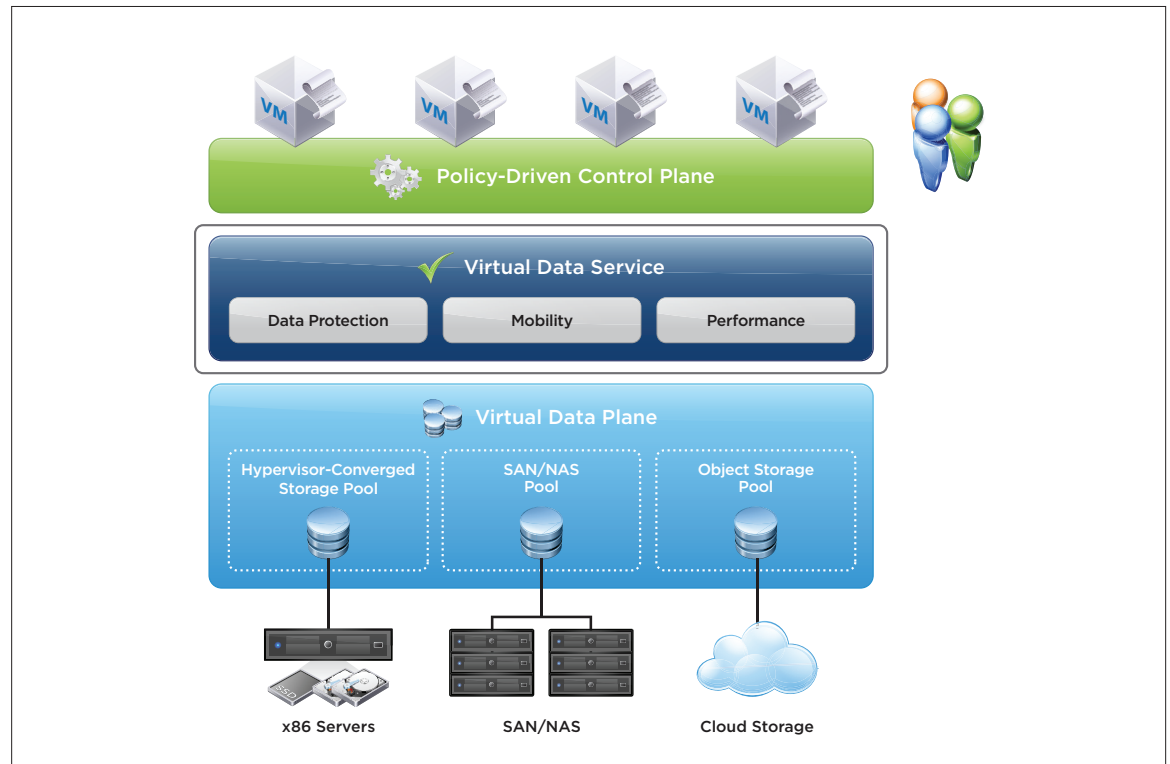 VM
VM
VM
VM
Policy-Driven Control Plane
Virtual Data Service
Data Protection
Mobility
Performance
Virtual Data Plane
Hypervisor-Converged
Storage Pool
SAN/NAS
Pool
Object Storage
Pool
SSD
x86 Servers
SAN/NAS
Cloud Storage